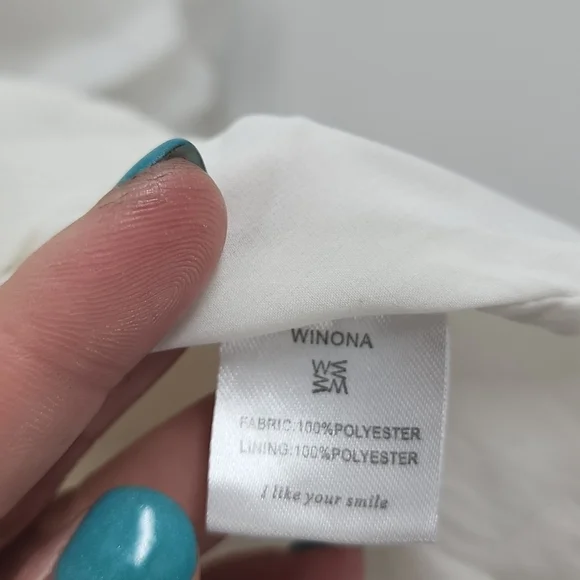 WINONA
FABRIC:100%POLYESTER
LINING:100%POLYESTER
I like your smile